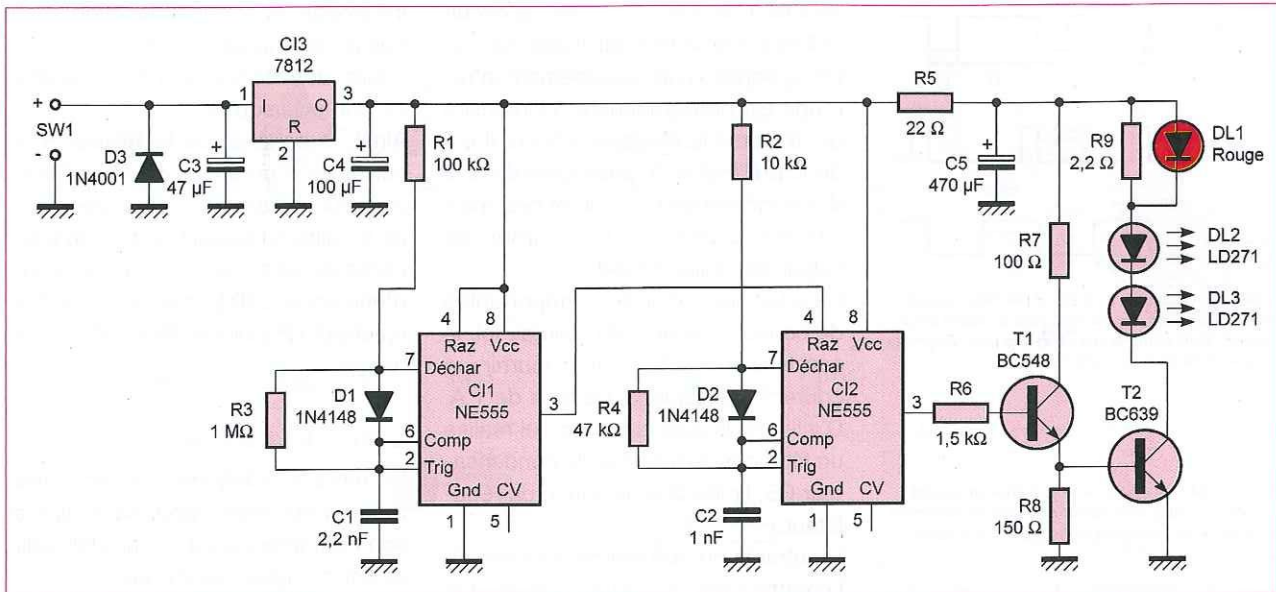 CI3
7812
1
I
O
3
R
2
+
SW1
-
D3
1N4001
+
C3
47 µF
+
C4
100 µF
R1
100 kΩ
R2
10 kΩ
R5
22 Ω
+
C5
470 µF
R9
2,2 Ω
DL1
Rouge
R7
100 Ω
DL2
LD271
DL3
LD271
4
8
Raz
Vcc
7
Déchar
CI1
NE555
3
6
Comp
2
Trig
Gnd
CV
1
5
R3
1 MΩ
D1
1N4148
C1
2,2 nF
4
8
Raz
Vcc
7
Déchar
CI2
NE555
3
6
Comp
2
Trig
Gnd
CV
1
5
R4
47 kΩ
D2
1N4148
C2
1 nF
R6
1,5 kΩ
T1
BC548
T2
BC639
R8
150 Ω